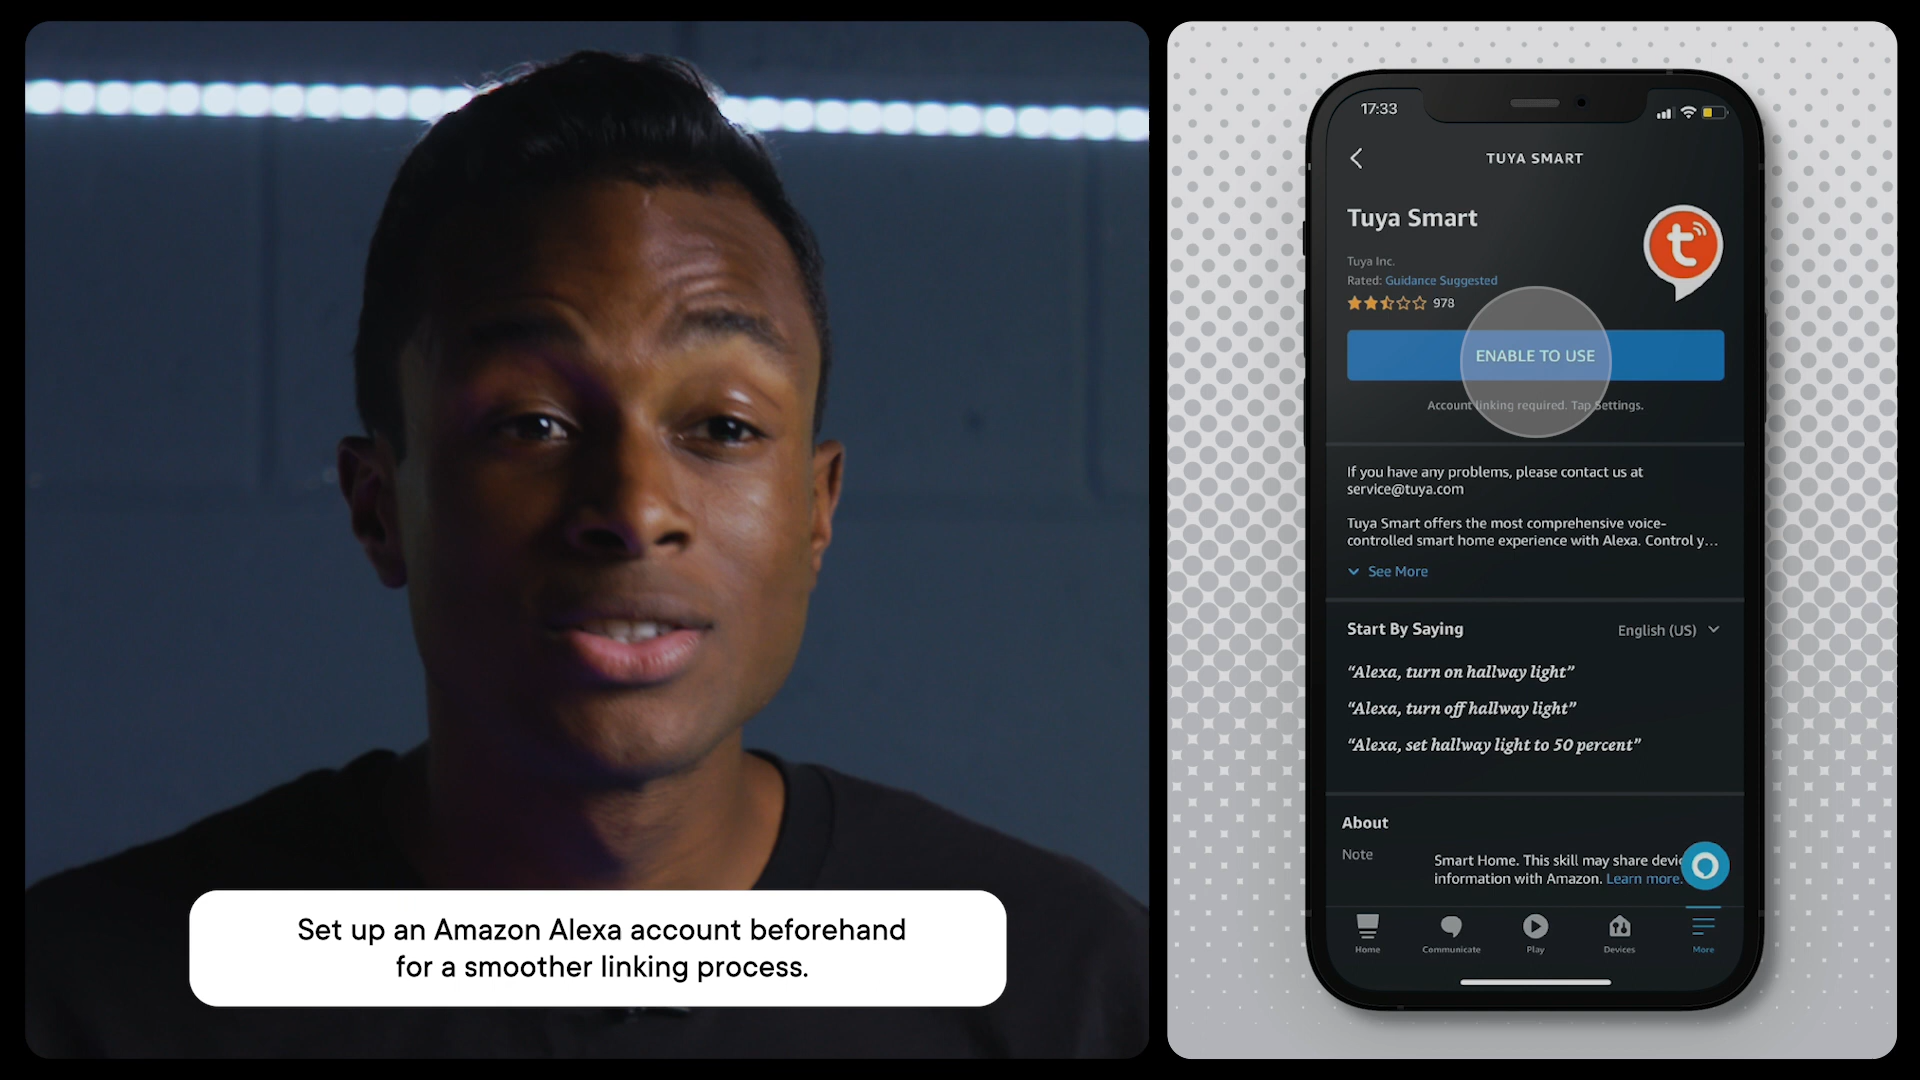 Set up an Amazon Alexa account beforehand
for a smoother linking process.
17:33
TUYA SMART
Tuya Smart
Tuya Inc.
Rated: Guidance Suggested
978
ENABLE TO USE
Account linking required. Tap Settings.
If you have any problems, please contact us at
service@tuya.com
Tuya Smart offers the most comprehensive voice-
controlled smart home experience with Alexa. Control y...
See More
Start By Saying
English (US)
“Alexa, turn on hallway light”
“Alexa, turn off hallway light”
“Alexa, set hallway light to 50 percent”
About
Note
Smart Home. This skill may share devic
information with Amazon. Learn more.
Home
Communicate
Play
Devices
More